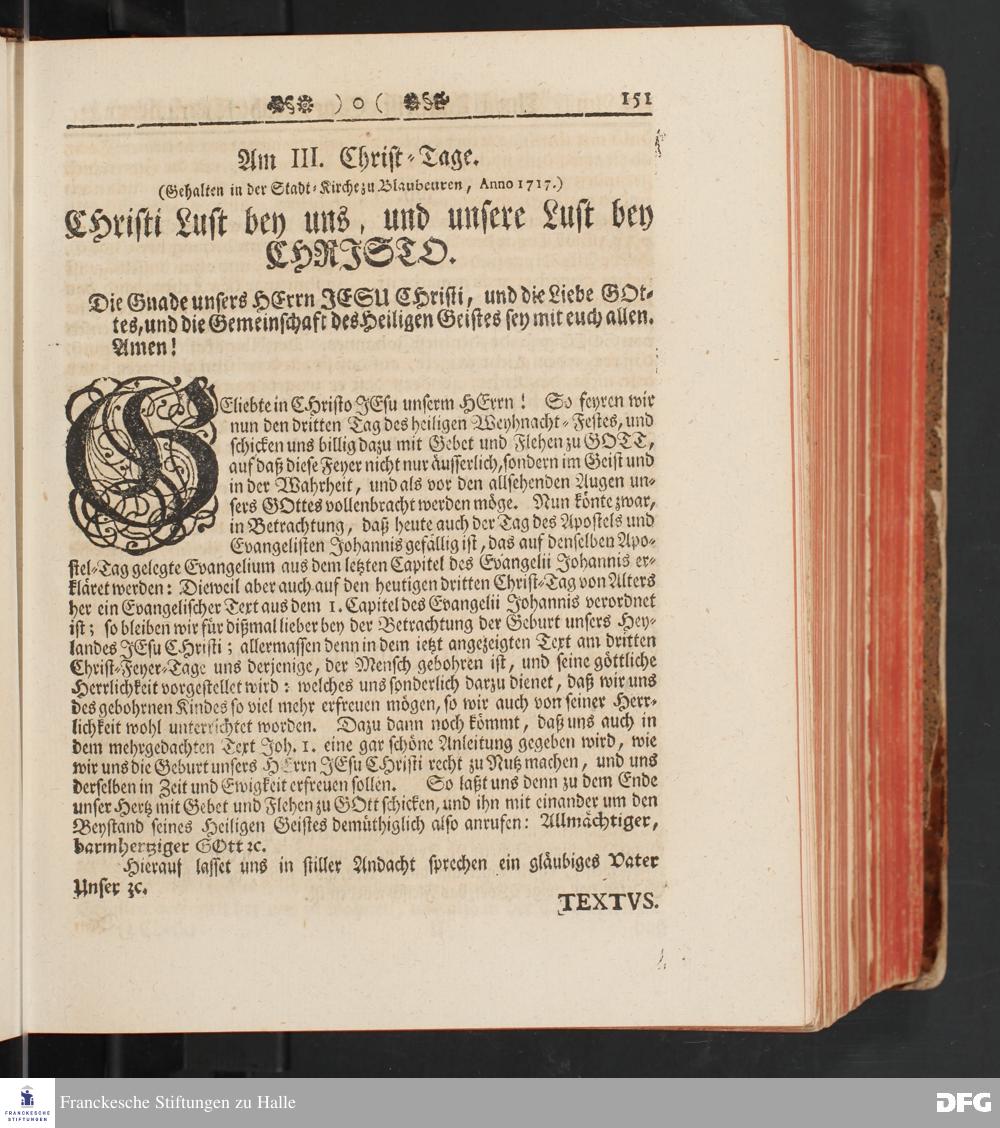 ) o ( 151
Am III. Christ-Tage.
(Gehalten in der Stadt-Kirche zu Blaubeuren, Anno 1717.)
CHristi Lust bey uns, und unsere Lust bey
CHRISTO.
Die Gnade unsers HErrn JESU CHristi, und die Liebe GOt-
tes, und die Gemeinschaft des Heiligen Geistes sey mit euch allen.
Amen!
GEliebte in CHristo JEsu unserm HErrn! So feyren wir
nun den dritten Tag des heiligen Weyhnacht-Festes, und
schicken uns billig dazu mit Gebet und Flehen zu GOTT,
auf daß diese Feyer nicht nur äusserlich, sondern im Geist und
in der Wahrheit, und als vor den allsehenden Augen un-
sers GOttes vollenbracht werden möge. Nun könte zwar,
in Betrachtung, daß heute auch der Tag des Apostels und
Evangelisten Johannis gefällig ist, das auf denselben Apo-
stel-Tag gelegte Evangelium aus dem letzten Capitel des Evangelii Johannis er-
kläret werden: Dieweil aber auch auf den heutigen dritten Christ-Tag von Alters
her ein Evangelischer Text aus dem 1. Capitel des Evangelii Johannis verordnet
ist; so bleiben wir für dißmal lieber bey der Betrachtung der Geburt unsers Hey-
landes JEsu CHristi; allermassen denn in dem ietzt angezeigten Text am dritten
Christ-Feyer-Tage uns derjenige, der Mensch gebohren ist, und seine göttliche
Herrlichkeit vorgestellet wird: welches uns sonderlich darzu dienet, daß wir uns
des gebohrnen Kindes so viel mehr erfreuen mögen, so wir auch von seiner Herr-
lichkeit wohl unterrichtet worden. Dazu dann noch kömmt, daß uns auch in
dem mehrgedachten Text Joh. 1. eine gar schöne Anleitung gegeben wird, wie
wir uns die Geburt unsers HErrn JEsu CHristi recht zu Nutz machen, und uns
derselben in Zeit und Ewigkeit erfreuen sollen. So laßt uns denn zu dem Ende
unser Hertz mit Gebet und Flehen zu GOtt schicken, und ihn mit einander um den
Beystand seines Heiligen Geistes demüthiglich also anrufen: Allmächtiger,
barmhertziger GOtt ꝛc.
Hierauf lasset uns in stiller Andacht sprechen ein gläubiges Vater
Unser ꝛc.
TEXTVS.
FRANCKESCHE
STIFTUNGEN
Franckesche Stiftungen zu Halle
DFG